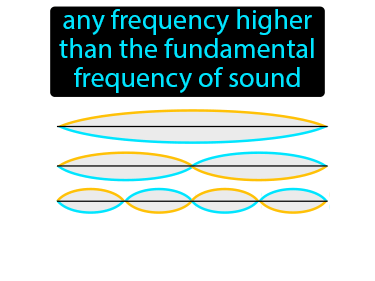 any frequency higher
than the fundamental
frequency of sound